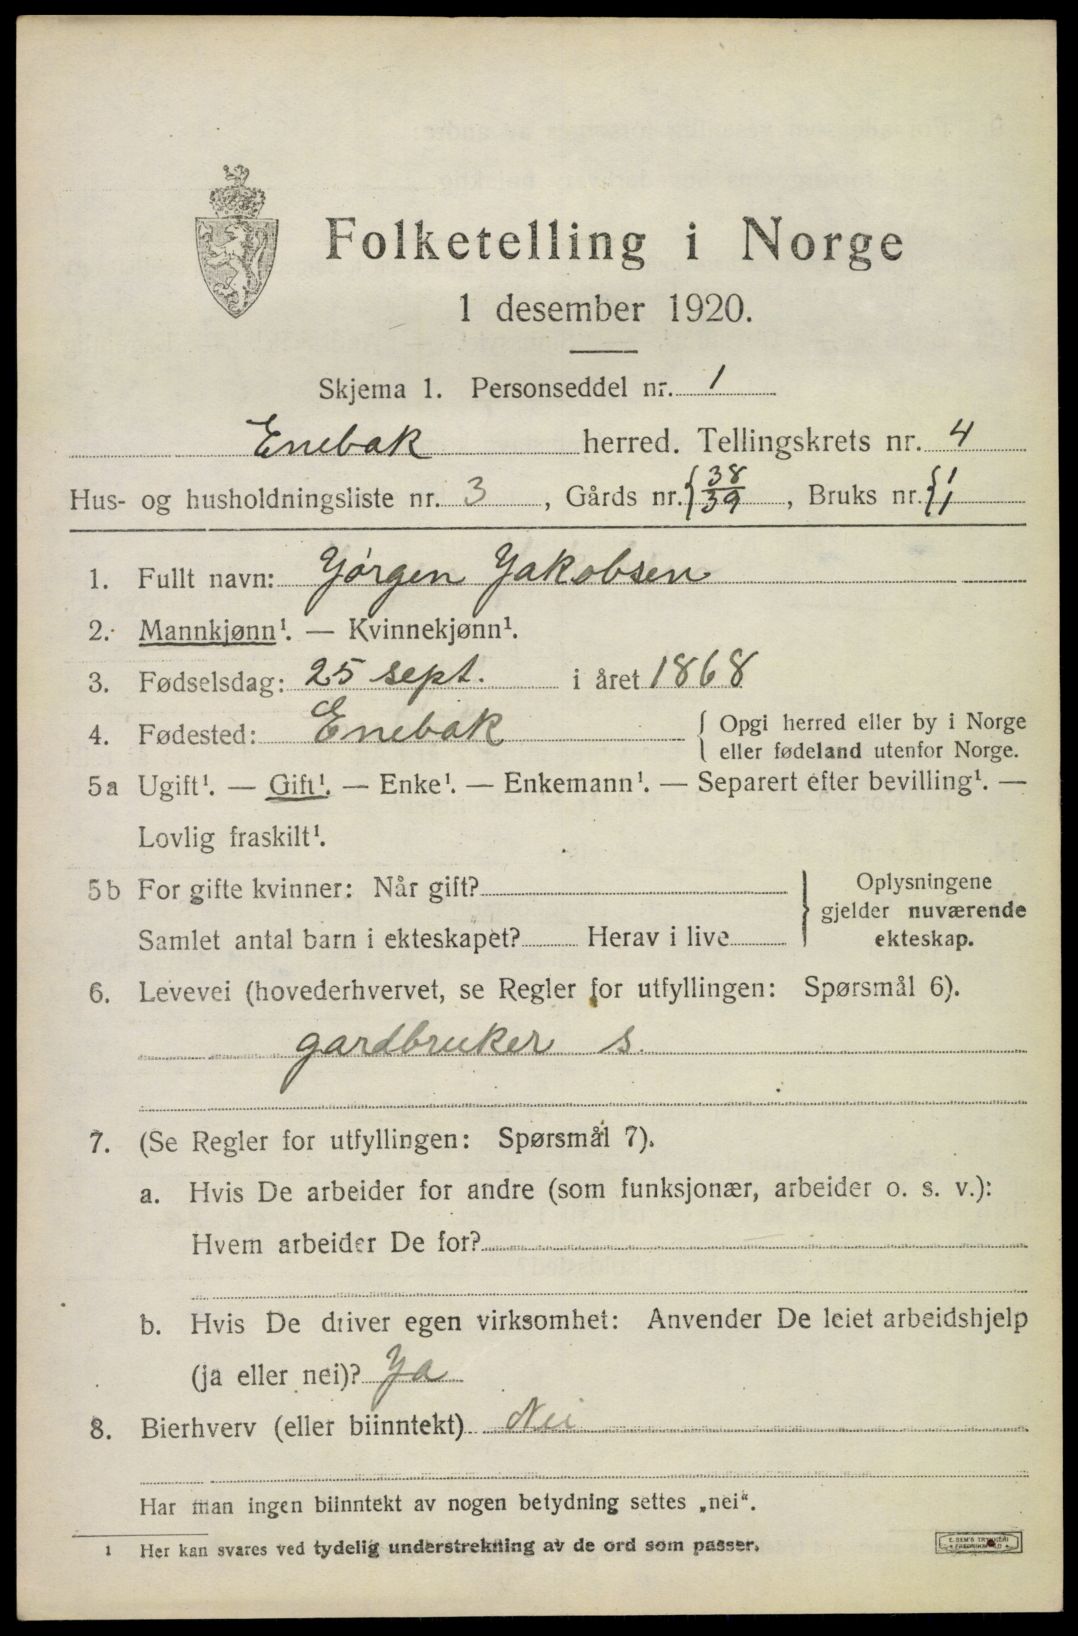 Folketelling i Norge
1 desember 1920.
Skjema 1. Personseddel nr. 1
Enebak herred. Tellingskrets nr. 4
Hus- og husholdningsliste nr. 3, Gårds nr. { 38 / 39, Bruks nr. { 1 / 1
1. Fullt navn: Jørgen Jakobsen
2. Mannkjønn¹. — Kvinnekjønn¹.
3. Fødselsdag: 25 sept. i året 1868
4. Fødested: Enebak { Opgi herred eller by i Norge
eller fødeland utenfor Norge.
5a Ugift¹. — Gift¹. — Enke¹. — Enkemann¹. — Separert efter bevilling¹. —
Lovlig fraskilt¹.
5b For gifte kvinner: Når gift?
Samlet antal barn i ekteskapet? Herav i live
} Oplysningene
gjelder nuværende
ekteskap.
6. Levevei (hovederhvervet, se Regler for utfyllingen: Spørsmål 6).
gardbruker s.
7. (Se Regler for utfyllingen: Spørsmål 7).
a. Hvis De arbeider for andre (som funksjonær, arbeider o. s. v.):
Hvem arbeider De for?
b. Hvis De driver egen virksomhet: Anvender De leiet arbeidshjelp
(ja eller nei)? Ja
8. Bierhverv (eller biinntekt) Nei
Har man ingen biinntekt av nogen betydning settes „nei“.
1 Her kan svares ved tydelig understrekning av de ord som passer.